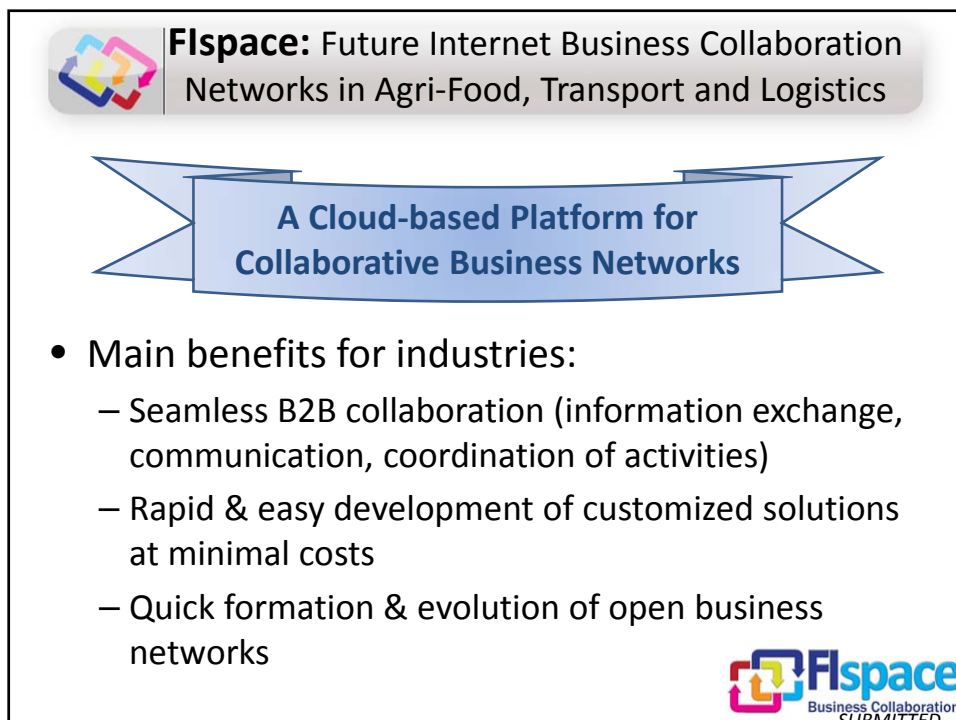 FIspace: Future Internet Business Collaboration
Networks in Agri-Food, Transport and Logistics
A Cloud-based Platform for
Collaborative Business Networks
• Main benefits for industries:
– Seamless B2B collaboration (information exchange,
communication, coordination of activities)
– Rapid & easy development of customized solutions
at minimal costs
– Quick formation & evolution of open business
networks
FIspace
Business Collaboration
SUBMITTED